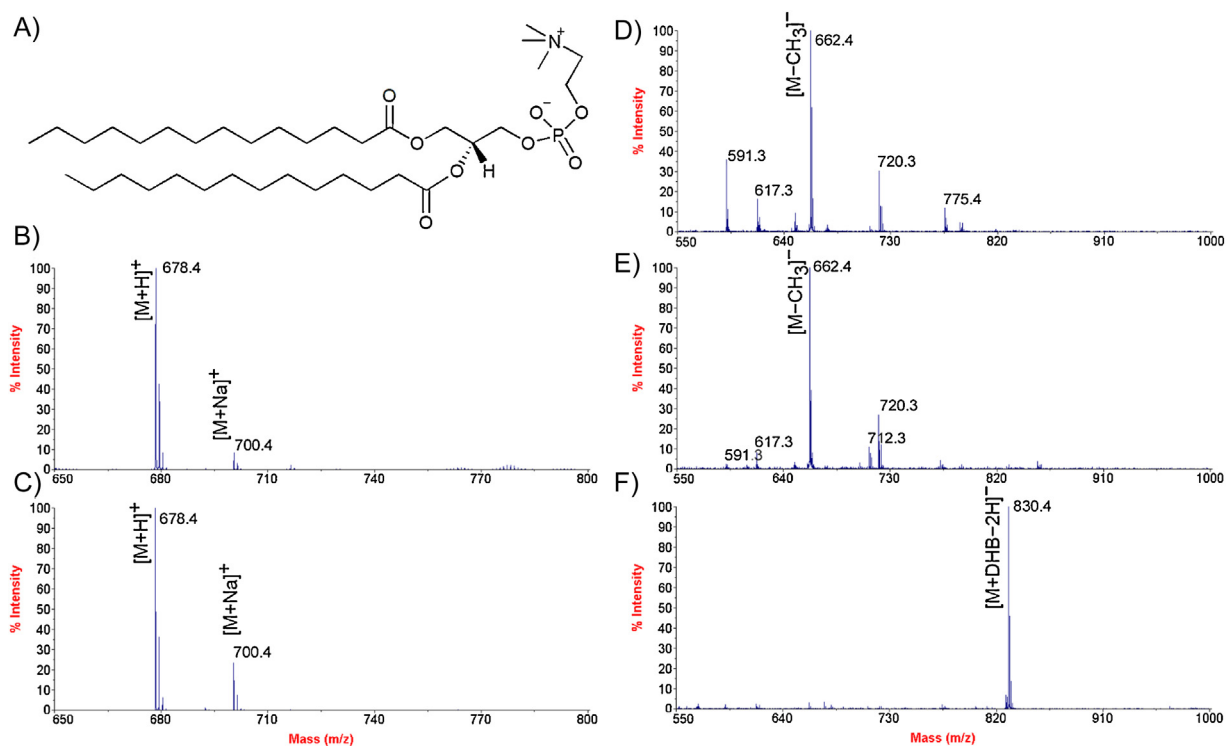 A)
N+
O
O
O-
O
O
P
O
O
H
O
B)
[M+H]+
678.4
[M+Na]+
700.4
% Intensity
100
90
80
70
60
50
40
30
20
10
0
650 680 710 740 770 800
C)
[M+H]+
678.4
[M+Na]+
700.4
% Intensity
100
90
80
70
60
50
40
30
20
10
0
650 680 710 740 770 800
Mass (m/z)
D)
[M−CH3]−
662.4
591.3
617.3
720.3
775.4
% Intensity
100
90
80
70
60
50
40
30
20
10
0
550 640 730 820 910 1000
E)
[M−CH3]−
662.4
591.3
617.3
712.3
720.3
% Intensity
100
90
80
70
60
50
40
30
20
10
0
550 640 730 820 910 1000
F)
[M+DHB−2H]−
830.4
% Intensity
100
90
80
70
60
50
40
30
20
10
0
550 640 730 820 910 1000
Mass (m/z)